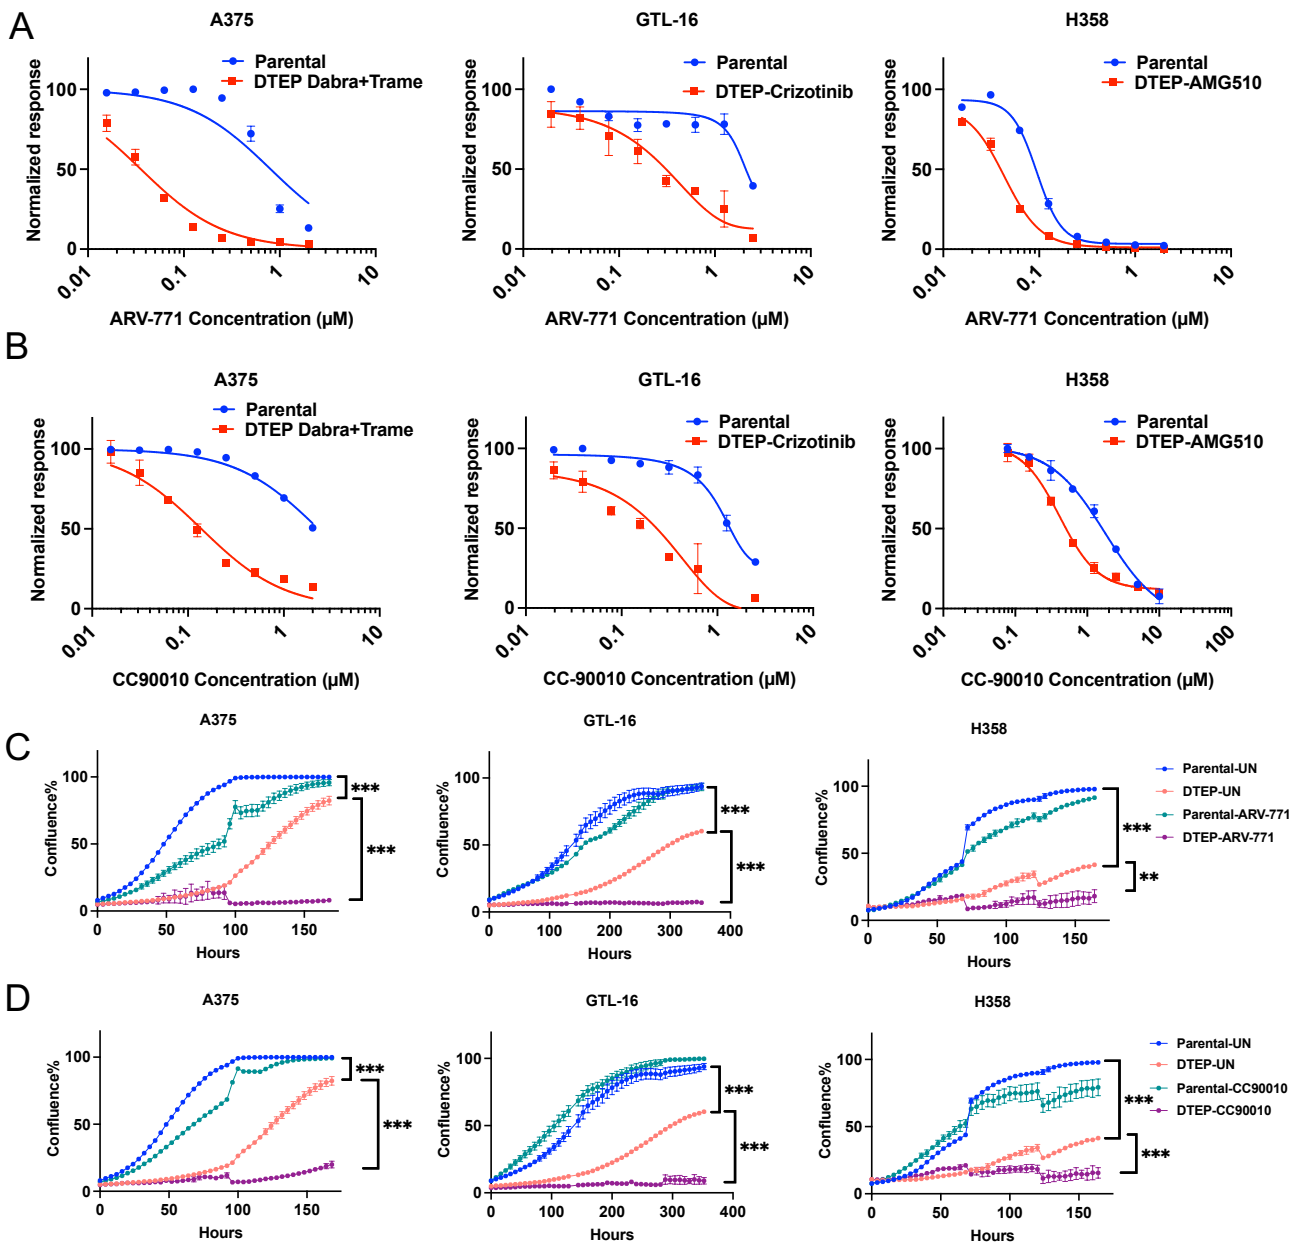 A
A375
GTL-16
H358
Parental
DTEP Dabra+Trame
Parental
DTEP-Crizotinib
Parental
DTEP-AMG510
Normalized response
100
50
0
0.01
0.1
1
10
ARV-771 Concentration (µM)
Normalized response
100
50
0
0.01
0.1
1
10
ARV-771 Concentration (µM)
Normalized response
100
50
0
0.01
0.1
1
10
ARV-771 Concentration (µM)
B
A375
GTL-16
H358
Parental
DTEP Dabra+Trame
Parental
DTEP-Crizotinib
Parental
DTEP-AMG510
Normalized response
100
50
0
0.01
0.1
1
10
CC90010 Concentration (µM)
Normalized response
100
50
0
0.01
0.1
1
10
CC-90010 Concentration (µM)
Normalized response
100
50
0
0.01
0.1
1
10
100
CC-90010 Concentration (µM)
C
A375
GTL-16
H358
Confluence%
100
50
0
0
50
100
150
Hours
***
***
Confluence%
100
50
0
0
100
200
300
400
Hours
***
***
Confluence%
100
50
0
0
50
100
150
Hours
***
**
Parental-UN
DTEP-UN
Parental-ARV-771
DTEP-ARV-771
D
A375
GTL-16
H358
Confluence%
100
50
0
0
50
100
150
Hours
***
***
Confluence%
100
50
0
0
100
200
300
400
Hours
***
***
Confluence%
100
50
0
0
50
100
150
Hours
***
***
Parental-UN
DTEP-UN
Parental-CC90010
DTEP-CC90010